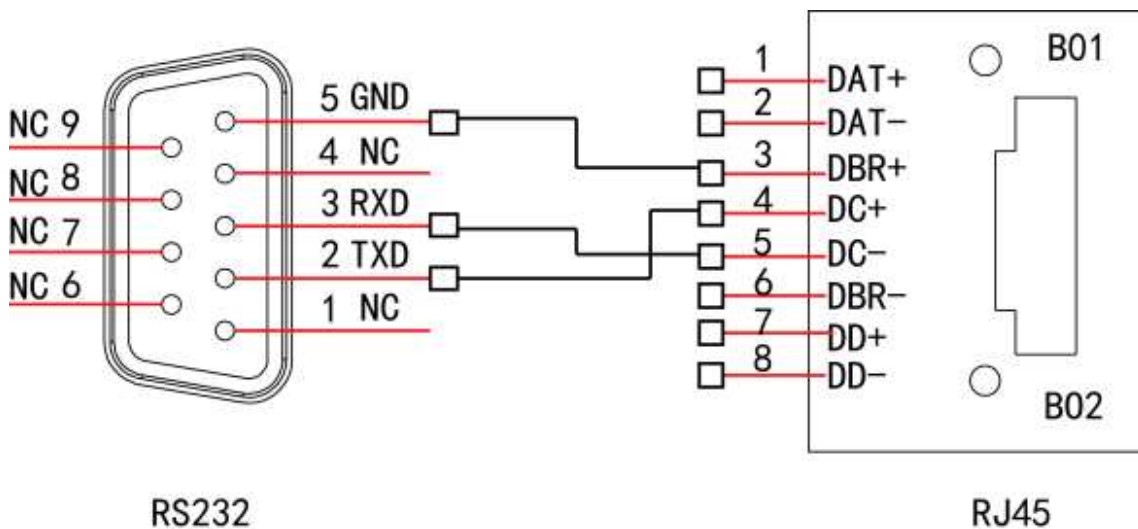 NC 9
NC 8
NC 7
NC 6
5 GND
4 NC
3 RXD
2 TXD
1 NC
1 DAT+
2 DAT-
3 DBR+
4 DC+
5 DC-
6 DBR-
7 DD+
8 DD-
B01
B02
RS232
RJ45